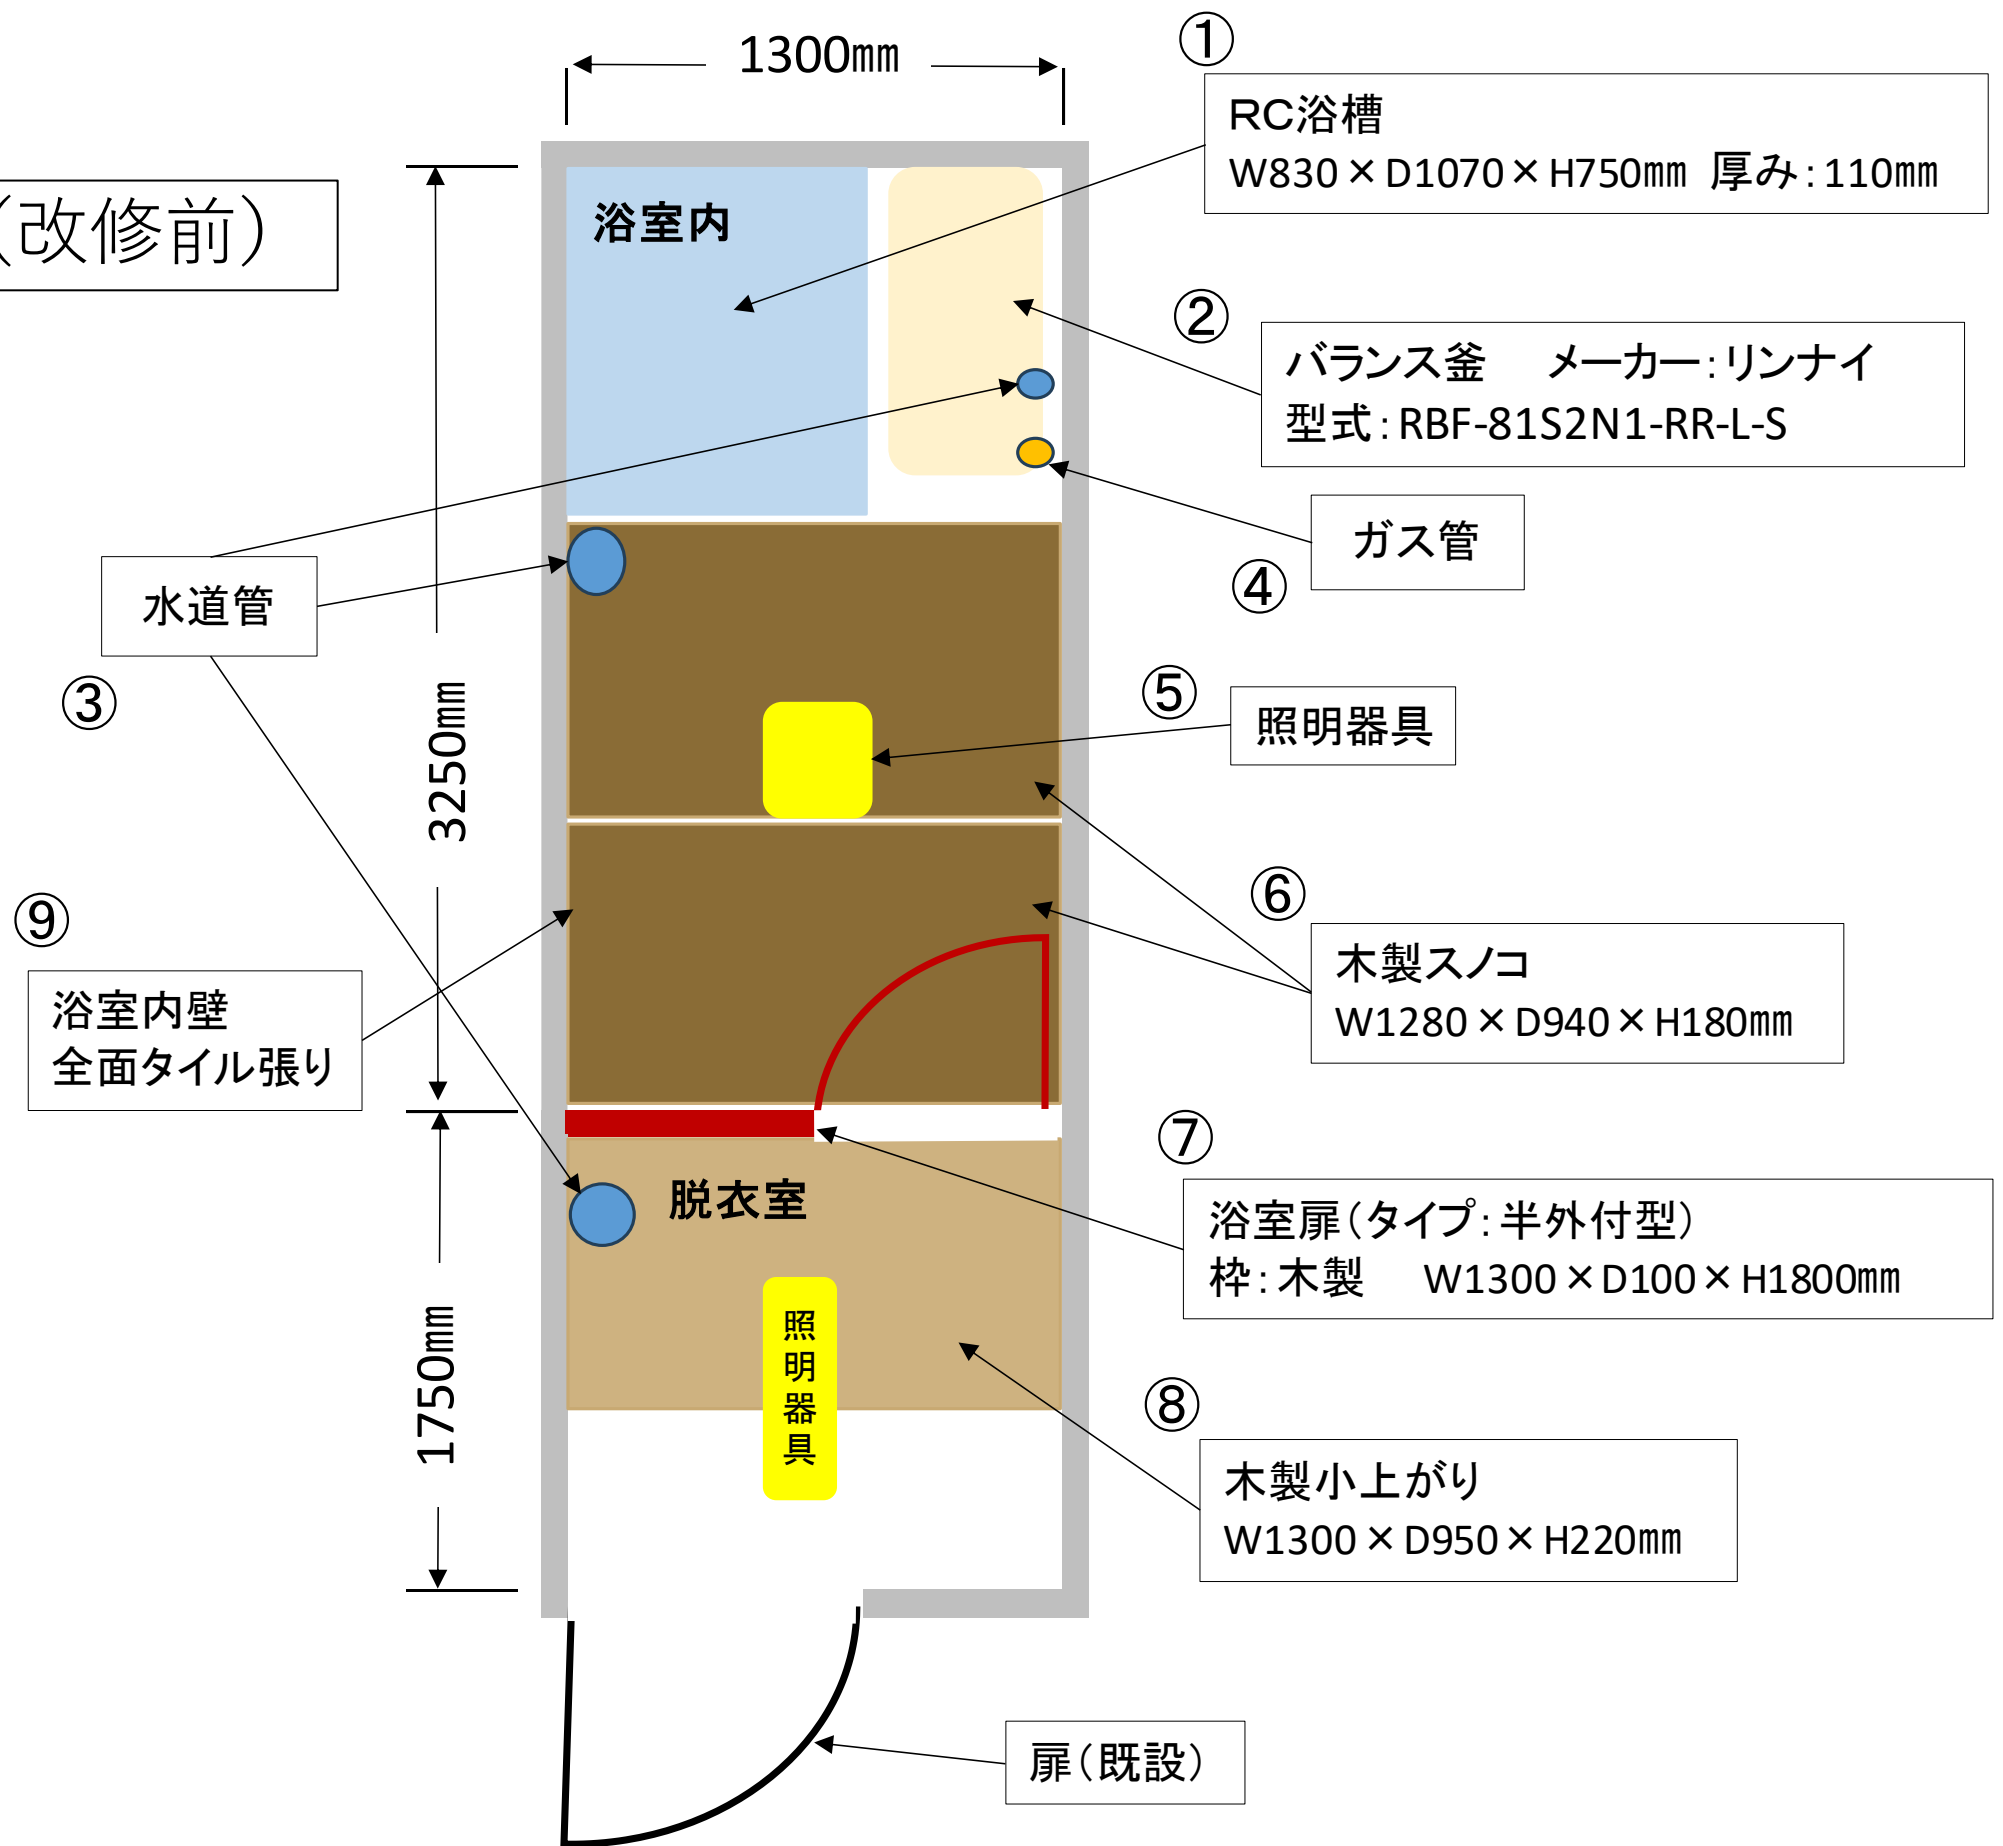 1300㎜
①
RC浴槽
W830×D1070×H750㎜ 厚み:110㎜
(改修前)
浴室内
②
バランス釜　メーカー:リンナイ
型式:RBF-81S2N1-RR-L-S
ガス管
④
水道管
③
3250㎜
⑤
照明器具
⑥
木製スノコ
W1280×D940×H180㎜
⑨
浴室内壁
全面タイル張り
⑦
浴室扉(タイプ:半外付型)
枠:木製　W1300×D100×H1800㎜
脱衣室
照明器具
1750㎜
⑧
木製小上がり
W1300×D950×H220㎜
扉(既設)